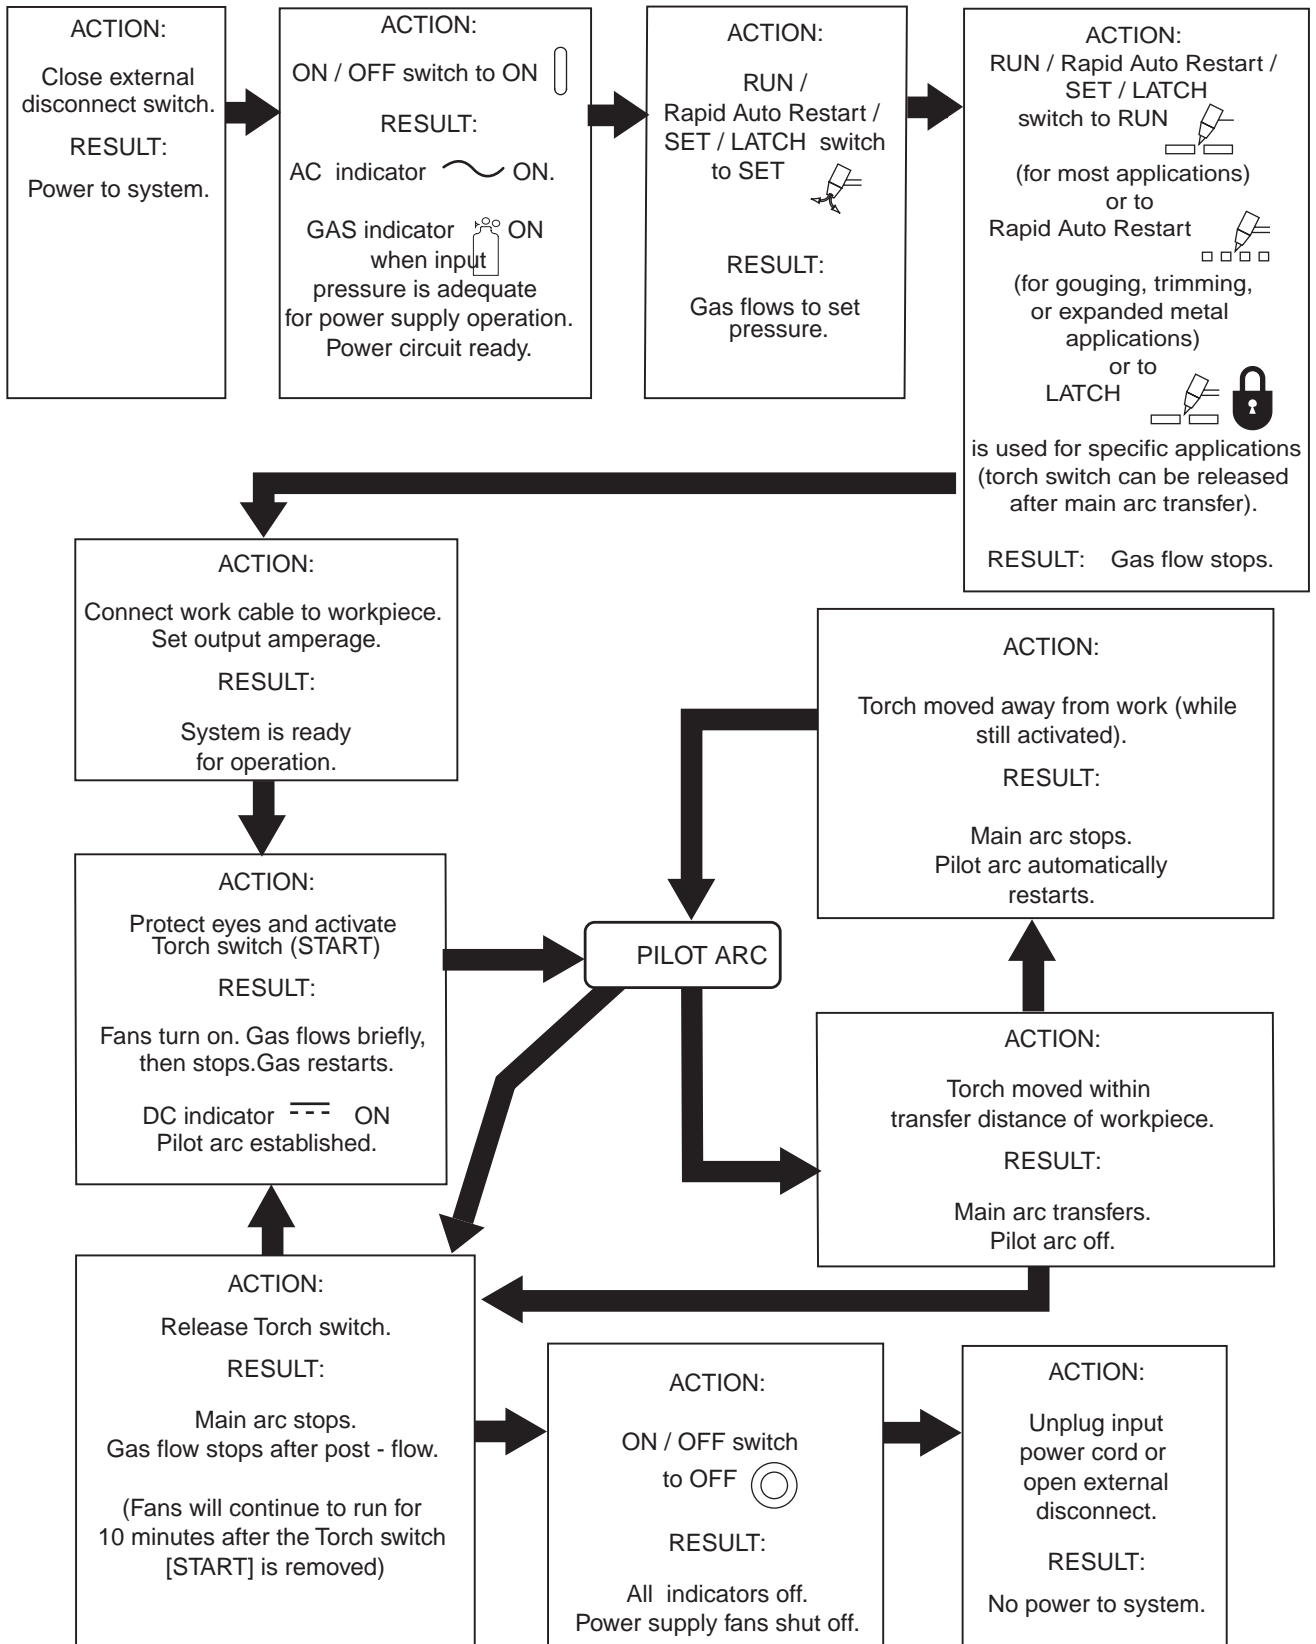 ACTION:
Close external
disconnect switch.
RESULT:
Power to system.
ACTION:
ON / OFF switch to ON
RESULT:
AC indicator ON.
GAS indicator ON
when input
pressure is adequate
for power supply operation.
Power circuit ready.
ACTION:
RUN /
Rapid Auto Restart /
SET / LATCH switch
to SET
RESULT:
Gas flows to set
pressure.
ACTION:
RUN / Rapid Auto Restart /
SET / LATCH
switch to RUN
(for most applications)
or to
Rapid Auto Restart
(for gouging, trimming,
or expanded metal
applications)
or to
LATCH
is used for specific applications
(torch switch can be released
after main arc transfer).
RESULT: Gas flow stops.
ACTION:
Connect work cable to workpiece.
Set output amperage.
RESULT:
System is ready
for operation.
ACTION:
Protect eyes and activate
Torch switch (START)
RESULT:
Fans turn on. Gas flows briefly,
then stops.Gas restarts.
DC indicator ON
Pilot arc established.
PILOT ARC
ACTION:
Torch moved away from work (while
still activated).
RESULT:
Main arc stops.
Pilot arc automatically
restarts.
ACTION:
Torch moved within
transfer distance of workpiece.
RESULT:
Main arc transfers.
Pilot arc off.
ACTION:
Release Torch switch.
RESULT:
Main arc stops.
Gas flow stops after post - flow.
(Fans will continue to run for
10 minutes after the Torch switch
[START] is removed)
ACTION:
ON / OFF switch
to OFF
RESULT:
All indicators off.
Power supply fans shut off.
ACTION:
Unplug input
power cord or
open external
disconnect.
RESULT:
No power to system.